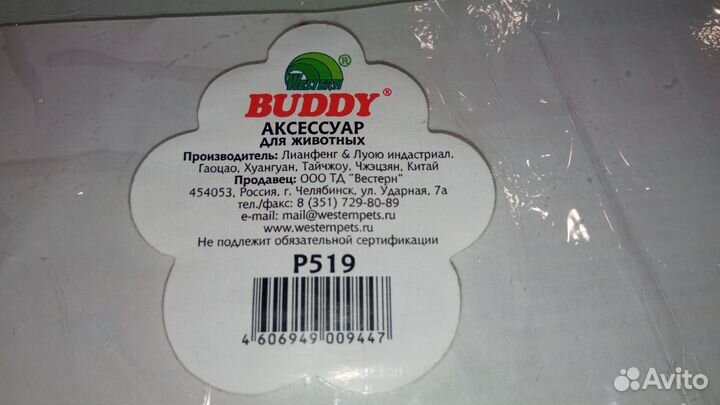 WESTERN ®
BUDDY ®
АКСЕССУАР
для животных
Производитель: Лианфенг & Луою индастриал,
Гаоцао, Хуангуан, Тайчжоу, Чжэцзян, Китай
Продавец: ООО ТД "Вестерн"
454053, Россия, г. Челябинск, ул. Ударная, 7а
тел./факс: 8 (351) 729-80-89
e-mail: mail@westernpets.ru
www.westernpets.ru
Не подлежит обязательной сертификации
P519
4 606949 009447
Avito